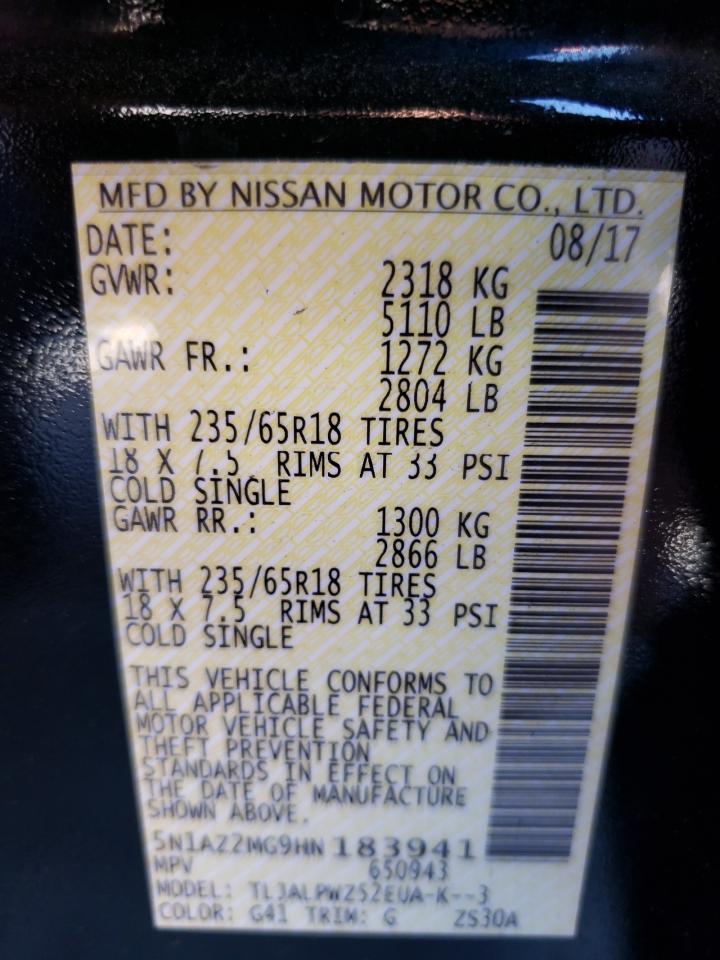 MFD BY NISSAN MOTOR CO., LTD.
DATE: 08/17
GVWR: 2318 KG
5110 LB
GAWR FR.: 1272 KG
2804 LB
WITH 235/65R18 TIRES
18 X 7.5 RIMS AT 33 PSI
COLD SINGLE
GAWR RR.: 1300 KG
2866 LB
WITH 235/65R18 TIRES
18 X 7.5 RIMS AT 33 PSI
COLD SINGLE
THIS VEHICLE CONFORMS TO
ALL APPLICABLE FEDERAL
MOTOR VEHICLE SAFETY AND
THEFT PREVENTION
STANDARDS IN EFFECT ON
THE DATE OF MANUFACTURE
SHOWN ABOVE.
5N1AZ2MG9HN 183941
MPV 650943
MODEL: TL3ALPWZ52EUA-K--3
COLOR: G41 TRIM: G ZS30A